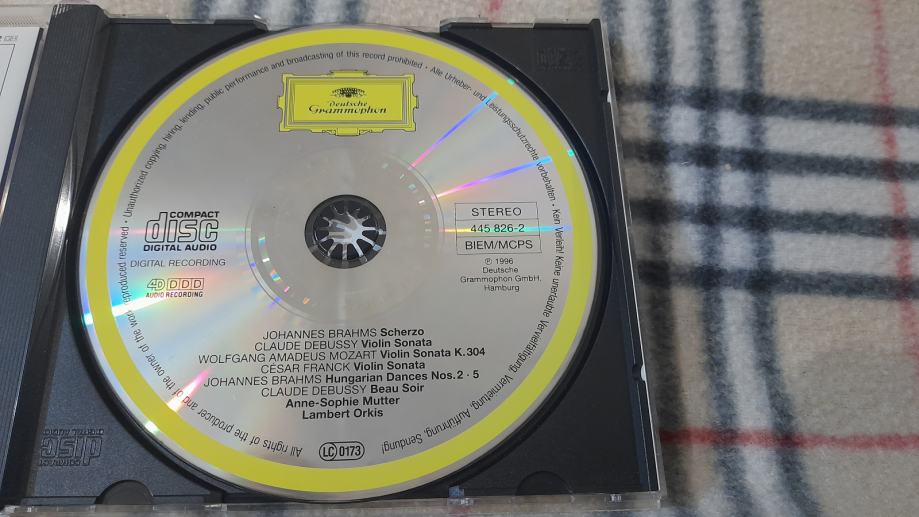 Unauthorized copying, hiring, lending, public performance and broadcasting of this record prohibited · Alle Urheber- und Leistungsschutzrechte vorbehalten · Kein Verleih! Keine unerlaubte Vervielfältigung, Vermietung, Aufführung, Sendung!
Deutsche
Grammophon
COMPACT
disc
DIGITAL AUDIO
DIGITAL RECORDING
4D DDD
AUDIO RECORDING
STEREO
445 826-2
BIEM/MCPS
℗ 1996
Deutsche
Grammophon GmbH,
Hamburg
JOHANNES BRAHMS Scherzo
CLAUDE DEBUSSY Violin Sonata
WOLFGANG AMADEUS MOZART Violin Sonata K.304
CÉSAR FRANCK Violin Sonata
JOHANNES BRAHMS Hungarian Dances Nos. 2 · 5
CLAUDE DEBUSSY Beau Soir
Anne-Sophie Mutter
Lambert Orkis
LC 0173
All rights of the producer and of the owner of the work reproduced reserved ·
COMPACT
disc
DIGITAL AUDIO